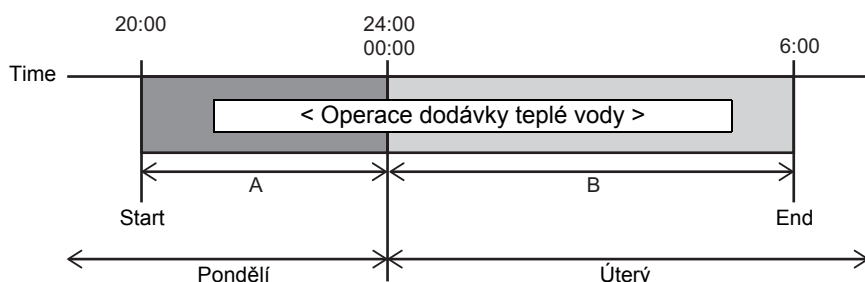 20:00
24:00
00:00
6:00
Time
< Operace dodávky teplé vody >
A
B
Start
End
Pondělí
Úterý